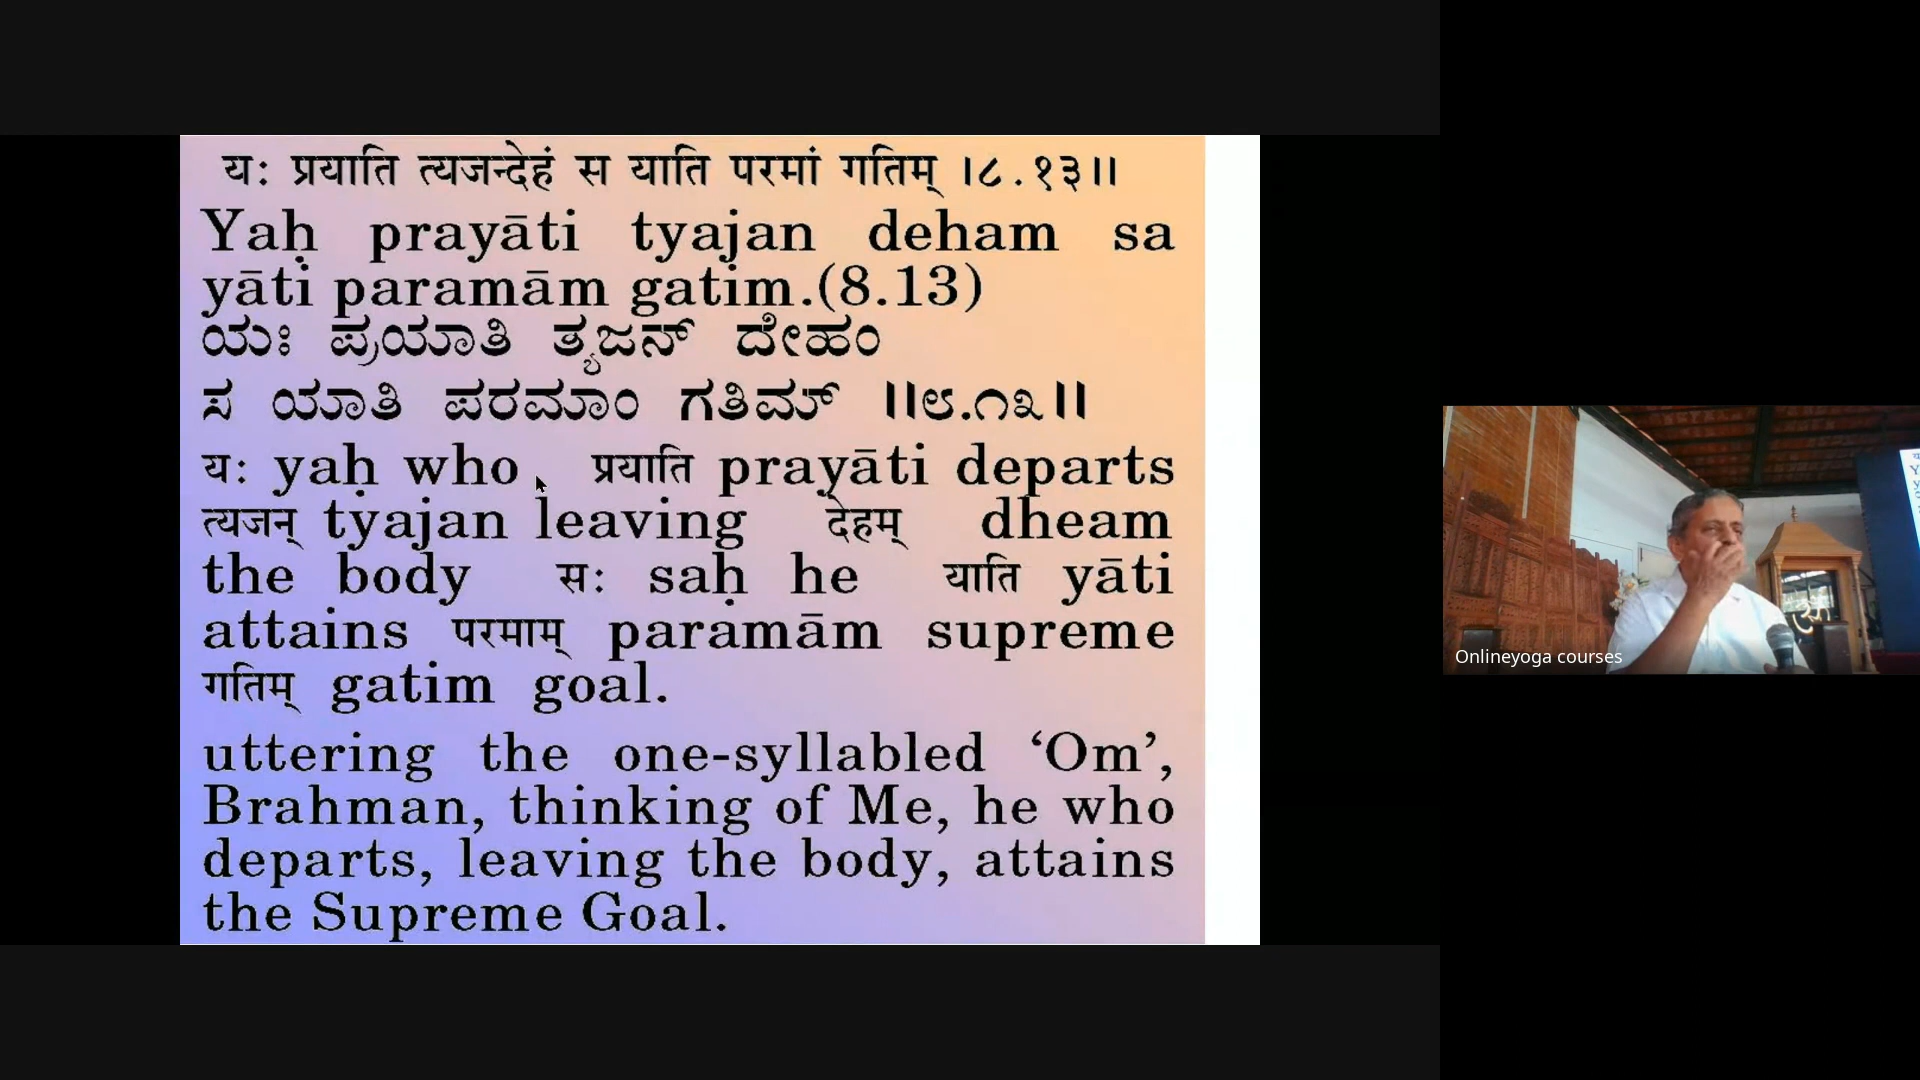 यः प्रयाति त्यजन्देहं स याति परमां गतिम् ।८.१३।।
Yaḥ prayāti tyajan deham sa
yāti paramām gatim.(8.13)
ಯಃ ಪ್ರಯಾತಿ ತ್ಯಜನ್ ದೇಹಂ
ಸ ಯಾತಿ ಪರಮಾಂ ಗತಿಮ್ ।।೮.೧೩।।
यः yaḥ who प्रयाति prayāti departs
त्यजन् tyajan leaving देहम् dheam
the body सः saḥ he याति yāti
attains परमाम् paramām supreme
गतिम् gatim goal.
uttering the one-syllabled ‘Om’,
Brahman, thinking of Me, he who
departs, leaving the body, attains
the Supreme Goal.
Onlineyoga courses